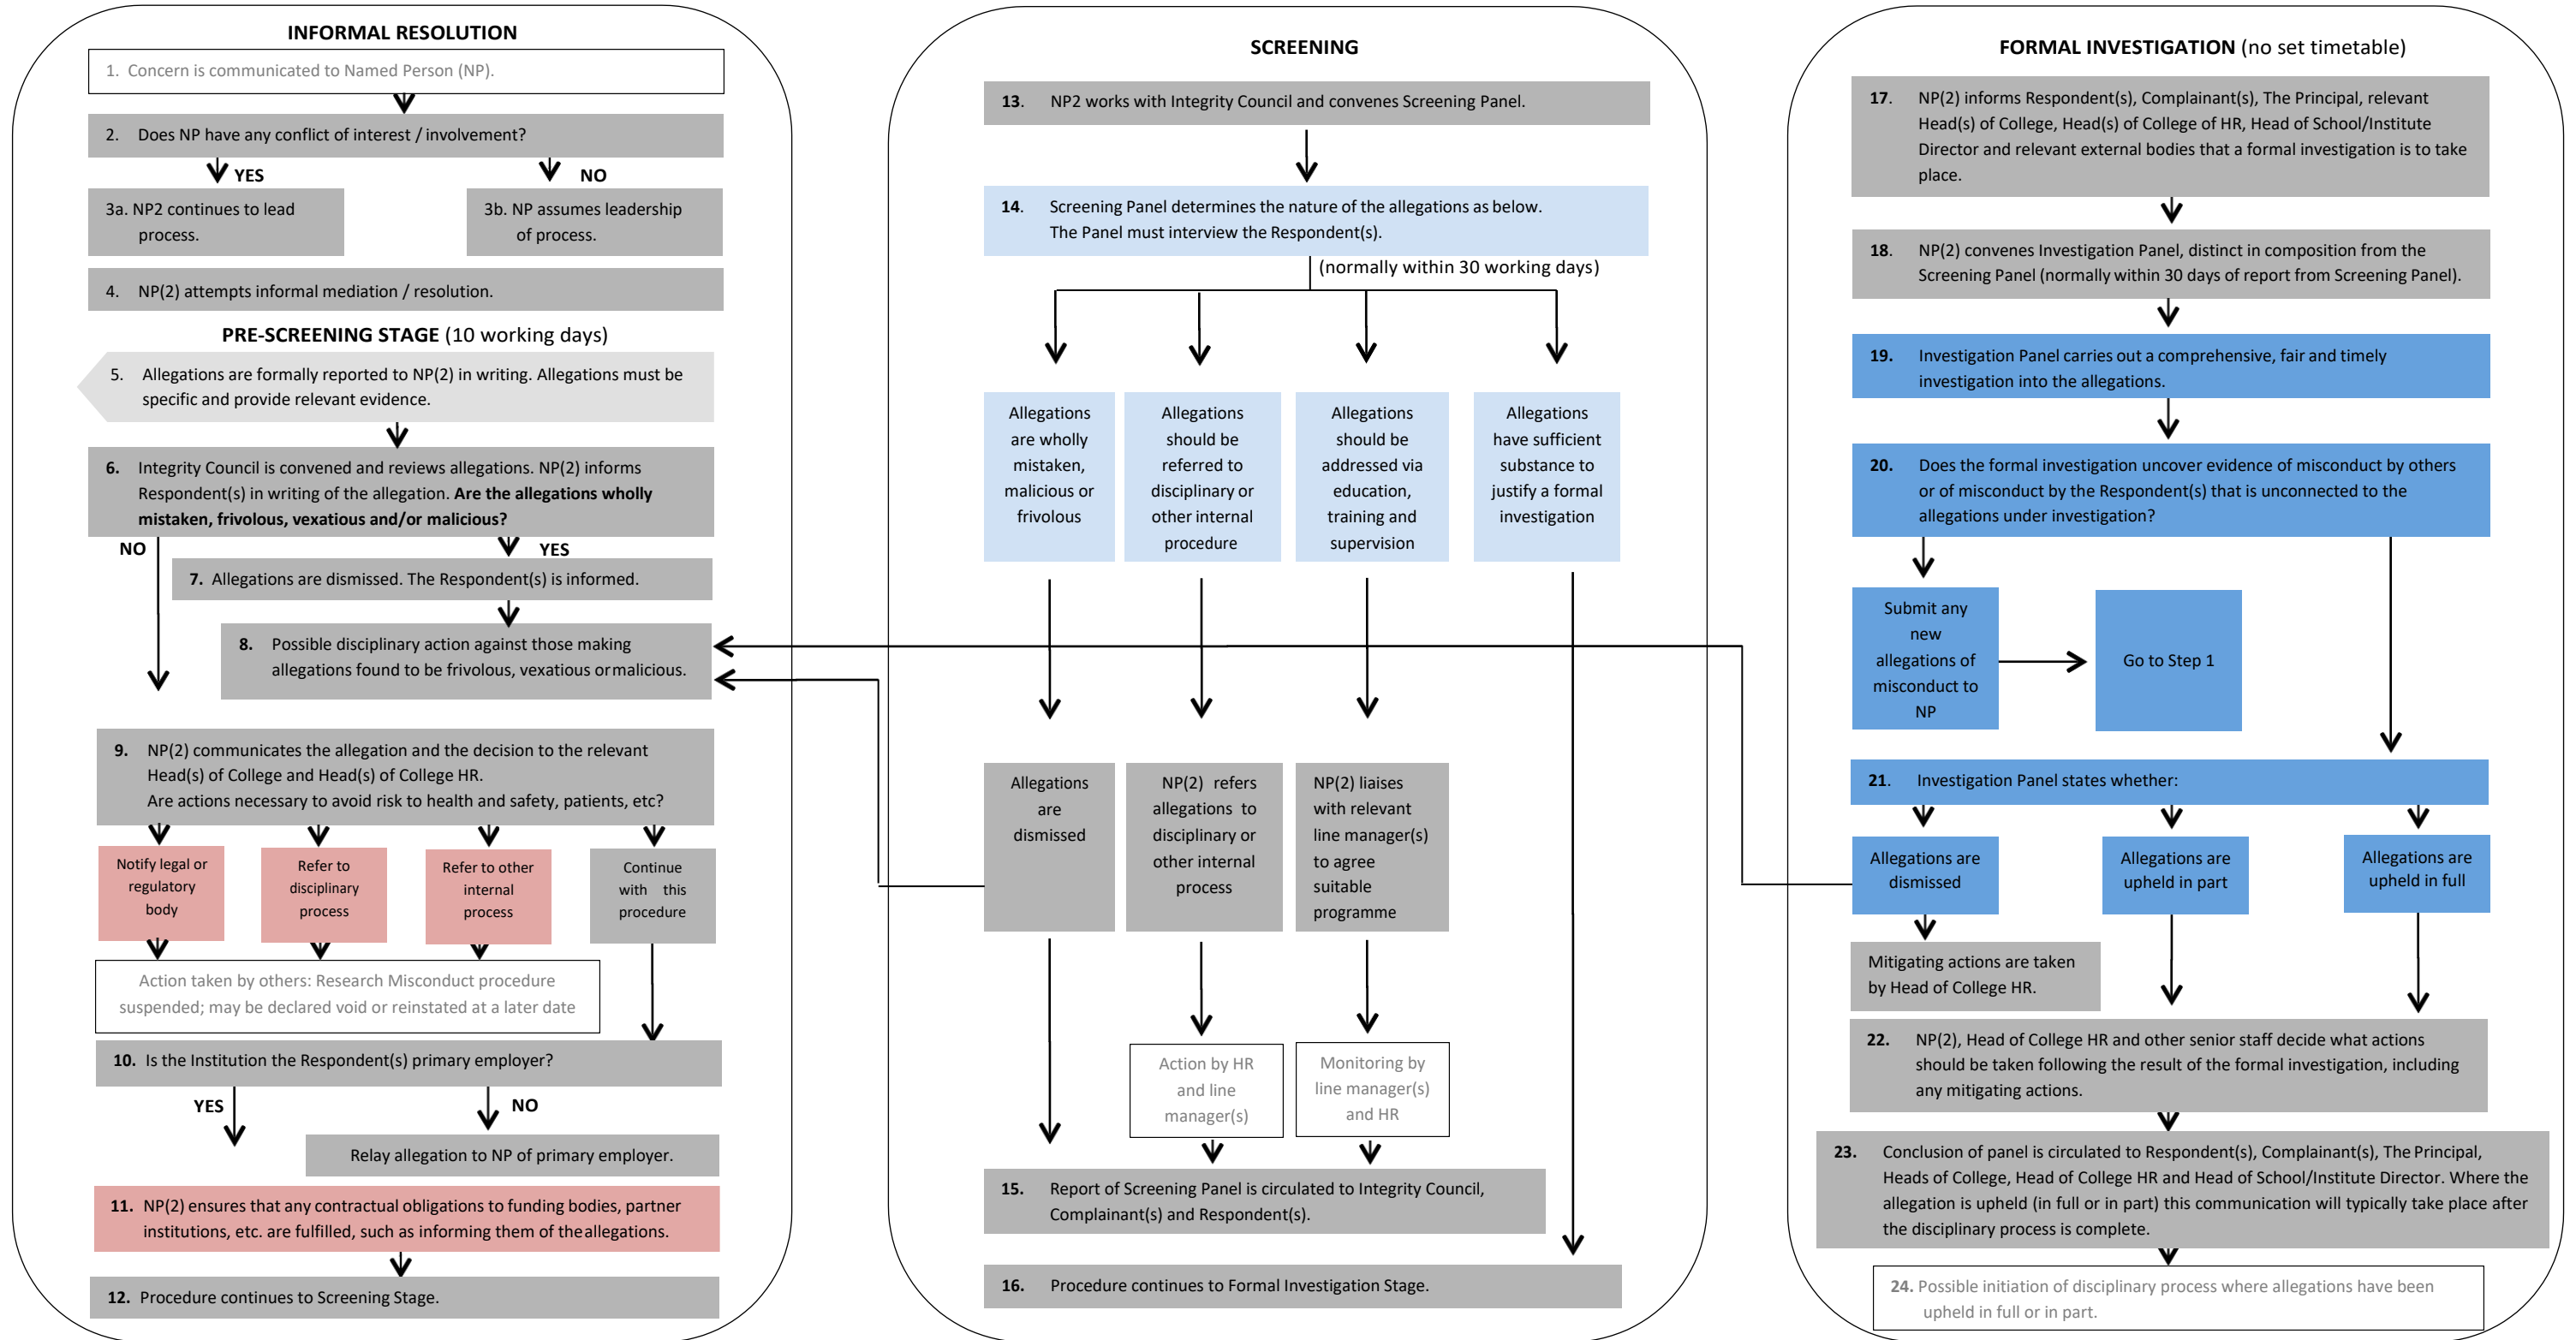 INFORMAL RESOLUTION
1. Concern is communicated to Named Person (NP).
2. Does NP have any conflict of interest / involvement?
YES
NO
3a. NP2 continues to lead
process.
3b. NP assumes leadership
of process.
4. NP(2) attempts informal mediation / resolution.
PRE-SCREENING STAGE (10 working days)
5. Allegations are formally reported to NP(2) in writing. Allegations must be
specific and provide relevant evidence.
6. Integrity Council is convened and reviews allegations. NP(2) informs
Respondent(s) in writing of the allegation. Are the allegations wholly
mistaken, frivolous, vexatious and/or malicious?
NO
YES
7. Allegations are dismissed. The Respondent(s) is informed.
8. Possible disciplinary action against those making
allegations found to be frivolous, vexatious ormalicious.
9. NP(2) communicates the allegation and the decision to the relevant
Head(s) of College and Head(s) of College HR.
Are actions necessary to avoid risk to health and safety, patients, etc?
Notify legal or
regulatory
body
Refer to
disciplinary
process
Refer to other
internal
process
Continue
with this
procedure
Action taken by others: Research Misconduct procedure
suspended; may be declared void or reinstated at a later date
10. Is the Institution the Respondent(s) primary employer?
YES
NO
Relay allegation to NP of primary employer.
11. NP(2) ensures that any contractual obligations to funding bodies, partner
institutions, etc. are fulfilled, such as informing them of theallegations.
12. Procedure continues to Screening Stage.
SCREENING
13. NP2 works with Integrity Council and convenes Screening Panel.
14. Screening Panel determines the nature of the allegations as below.
The Panel must interview the Respondent(s).
(normally within 30 working days)
Allegations
are wholly
mistaken,
malicious or
frivolous
Allegations
should be
referred to
disciplinary or
other internal
procedure
Allegations
should be
addressed via
education,
training and
supervision
Allegations
have sufficient
substance to
justify a formal
investigation
Allegations
are
dismissed
NP(2) refers
allegations to
disciplinary or
other internal
process
NP(2) liaises
with relevant
line manager(s)
to agree
suitable
programme
Action by HR
and line
manager(s)
Monitoring by
line manager(s)
and HR
15. Report of Screening Panel is circulated to Integrity Council,
Complainant(s) and Respondent(s).
16. Procedure continues to Formal Investigation Stage.
FORMAL INVESTIGATION (no set timetable)
17. NP(2) informs Respondent(s), Complainant(s), The Principal, relevant
Head(s) of College, Head(s) of College of HR, Head of School/Institute
Director and relevant external bodies that a formal investigation is to take
place.
18. NP(2) convenes Investigation Panel, distinct in composition from the
Screening Panel (normally within 30 days of report from Screening Panel).
19. Investigation Panel carries out a comprehensive, fair and timely
investigation into the allegations.
20. Does the formal investigation uncover evidence of misconduct by others
or of misconduct by the Respondent(s) that is unconnected to the
allegations under investigation?
Submit any
new
allegations of
misconduct to
NP
Go to Step 1
21. Investigation Panel states whether:
Allegations are
dismissed
Allegations are
upheld in part
Allegations are
upheld in full
Mitigating actions are taken
by Head of College HR.
22. NP(2), Head of College HR and other senior staff decide what actions
should be taken following the result of the formal investigation, including
any mitigating actions.
23. Conclusion of panel is circulated to Respondent(s), Complainant(s), The Principal,
Heads of College, Head of College HR and Head of School/Institute Director. Where the
allegation is upheld (in full or in part) this communication will typically take place after
the disciplinary process is complete.
24. Possible initiation of disciplinary process where allegations have been
upheld in full or in part.